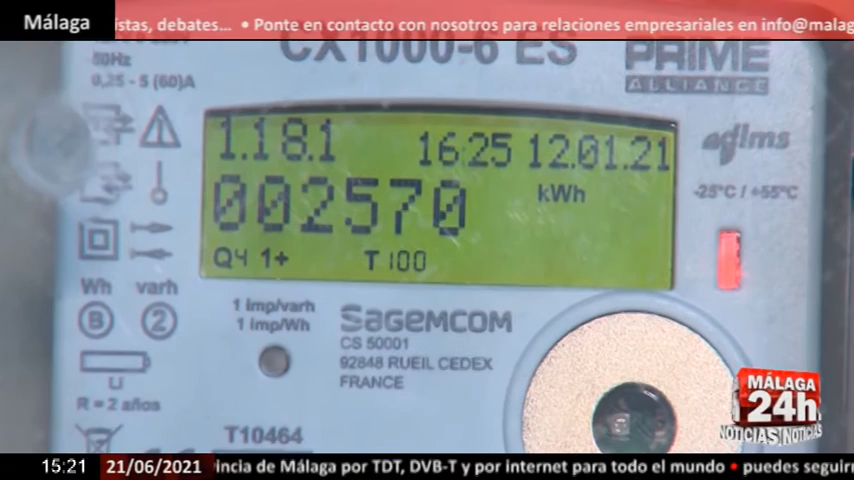 Málaga
istas, debates... • Ponte en contacto con nosotros para relaciones empresariales en info@malag
CX1000-6 ES
PRIME
ALLIANCE
50Hz
0,25 - 5 (60)A
1.18.1 16:25 12.01.21
002570 kWh
Q4 1+ T 100
dlms
-25°C / +55°C
Wh varh
B 2
1 imp/varh
1 imp/Wh
SAGEMCOM
CS 50001
92848 RUEIL CEDEX
FRANCE
Li
R = 2 años
T10464
MÁLAGA
24h
NOTICIAS NOTICIAS
15:21 21/06/2021 incia de Málaga por TDT, DVB-T y por internet para todo el mundo • puedes seguirn